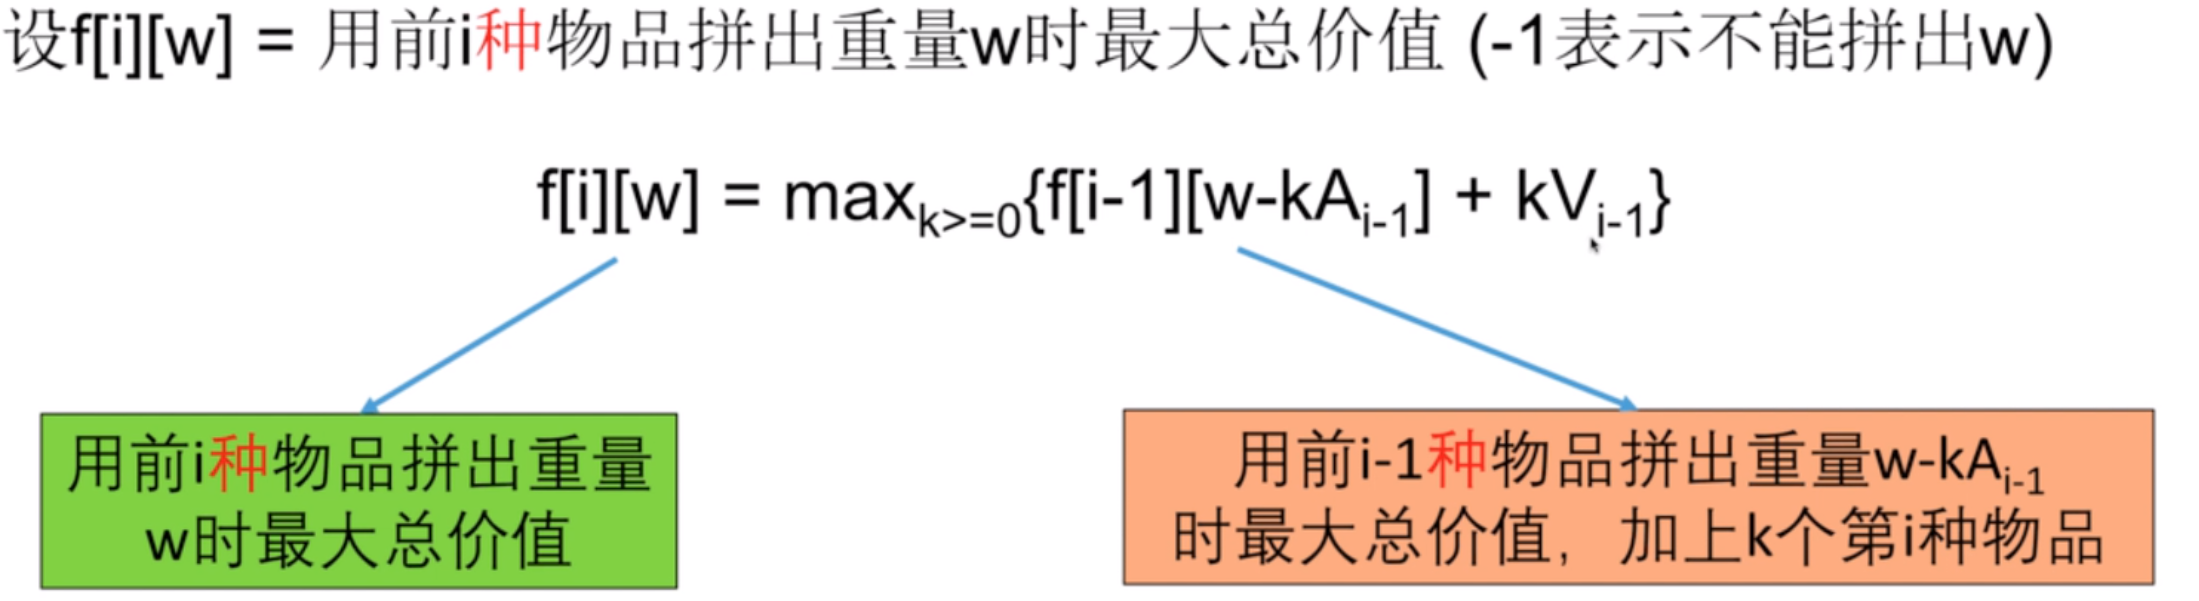 设f[i][w] = 用前i种物品拼出重量w时最大总价值 (-1表示不能拼出w)
f[i][w] = max_{k>=0}{f[i-1][w-kA_{i-1}] + kV_{i-1}}
用前i种物品拼出重量
w时最大总价值
用前i-1种物品拼出重量w-kA_{i-1}
时最大总价值，加上k个第i种物品